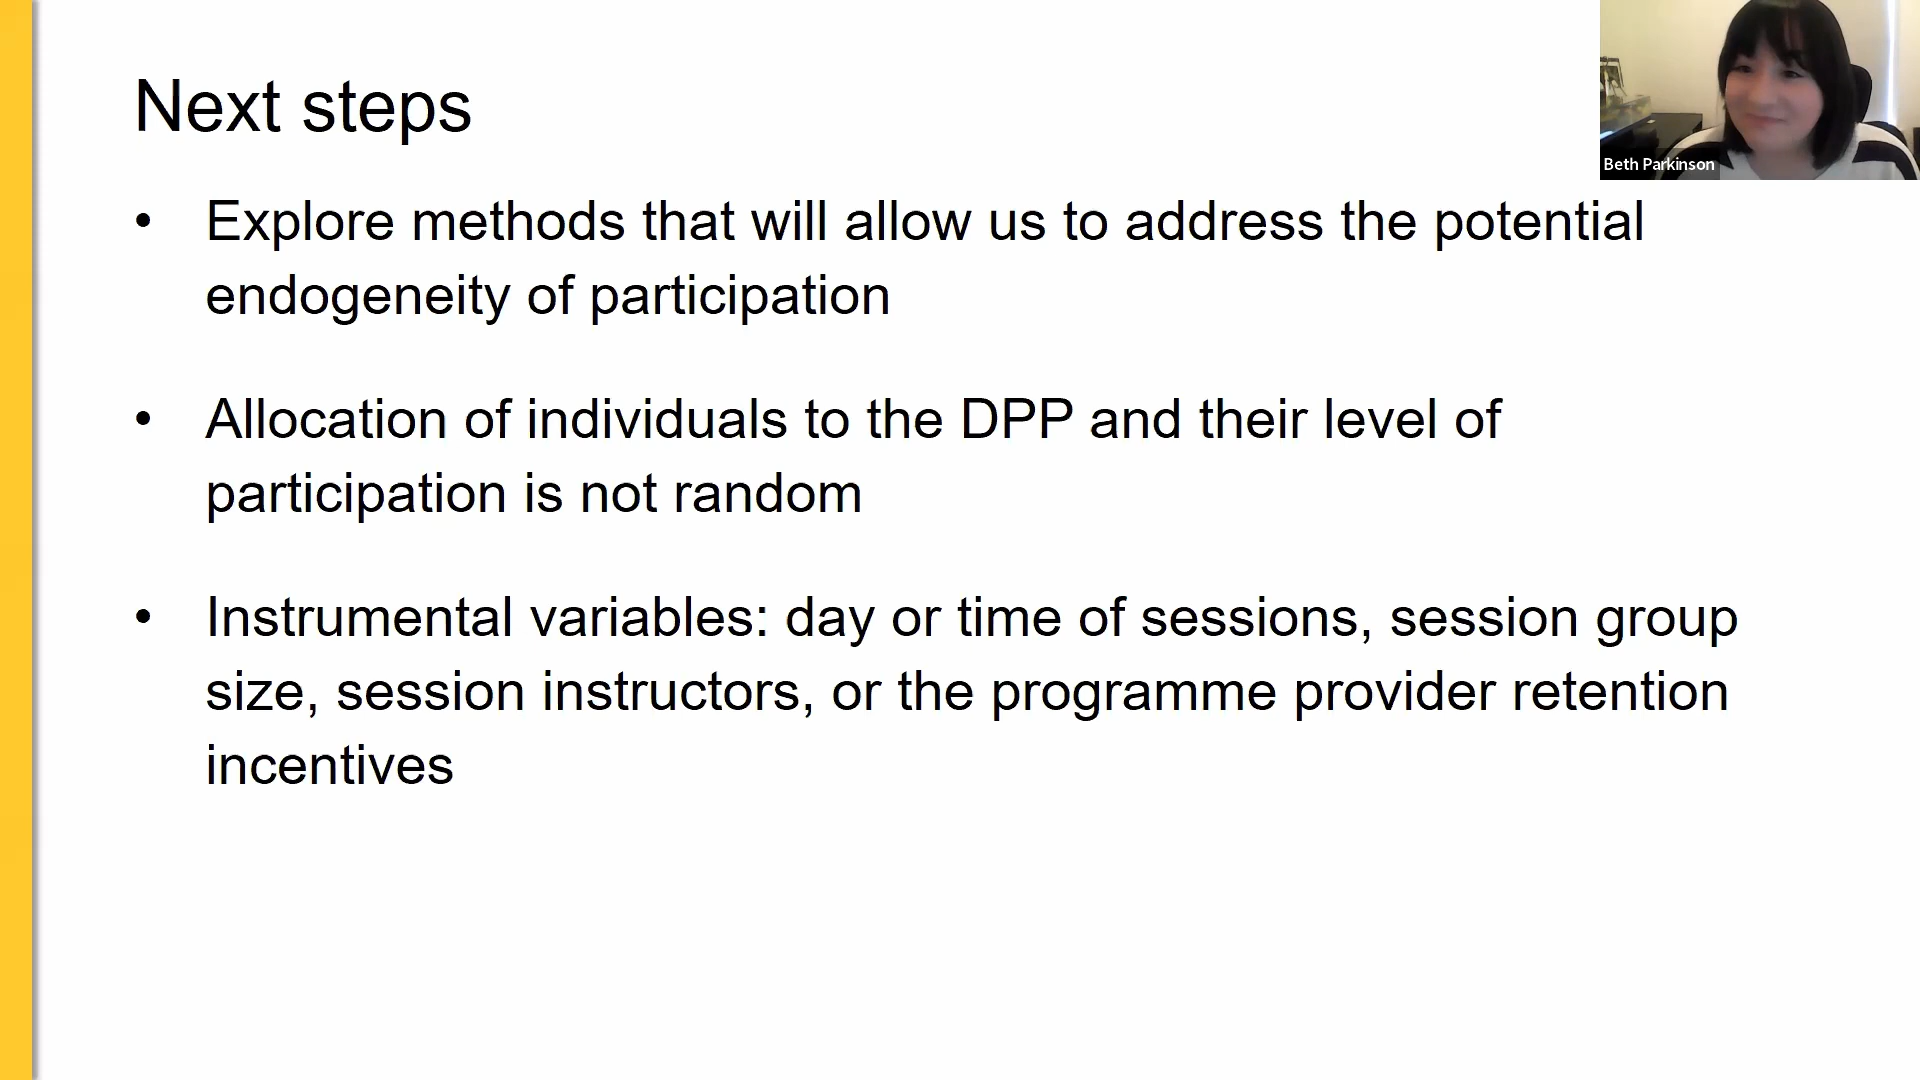 Next steps
Beth Parkinson
• Explore methods that will allow us to address the potential
endogeneity of participation
• Allocation of individuals to the DPP and their level of
participation is not random
• Instrumental variables: day or time of sessions, session group
size, session instructors, or the programme provider retention
incentives